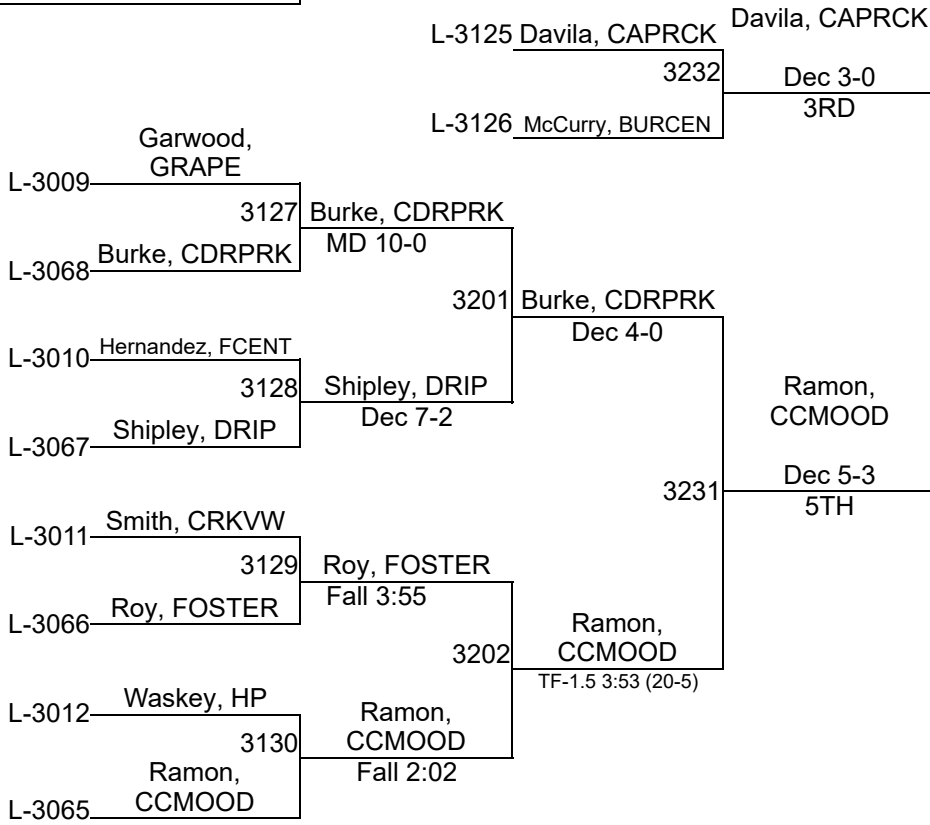 Davila, CAPRCK
L-3125 Davila, CAPRCK
3232
Dec 3-0
3RD
L-3126 McCurry, BURCEN
Garwood,
GRAPE
L-3009
3127
Burke, CDRPRK
MD 10-0
Burke, CDRPRK
L-3068
3201
Burke, CDRPRK
Dec 4-0
Hernandez, FCENT
L-3010
3128
Shipley, DRIP
Dec 7-2
Shipley, DRIP
L-3067
Ramon,
CCMOOD
Dec 5-3
5TH
3231
Smith, CRKVW
L-3011
3129
Roy, FOSTER
Fall 3:55
Roy, FOSTER
L-3066
3202
Ramon,
CCMOOD
TF-1.5 3:53 (20-5)
Waskey, HP
L-3012
3130
Ramon,
CCMOOD
Fall 2:02
Ramon,
CCMOOD
L-3065